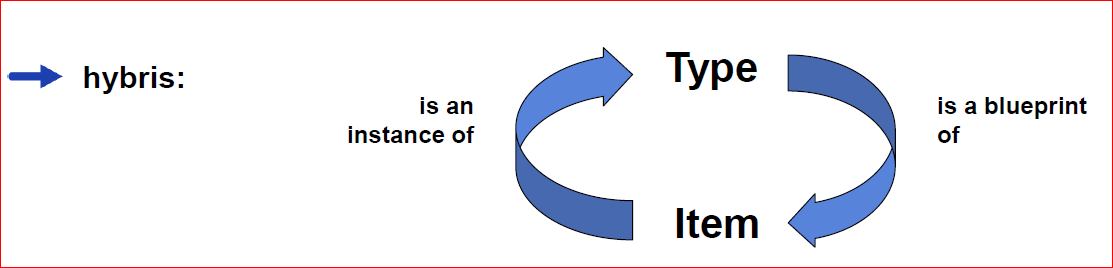 hybris:
Type
is an
instance of
is a blueprint
of
Item